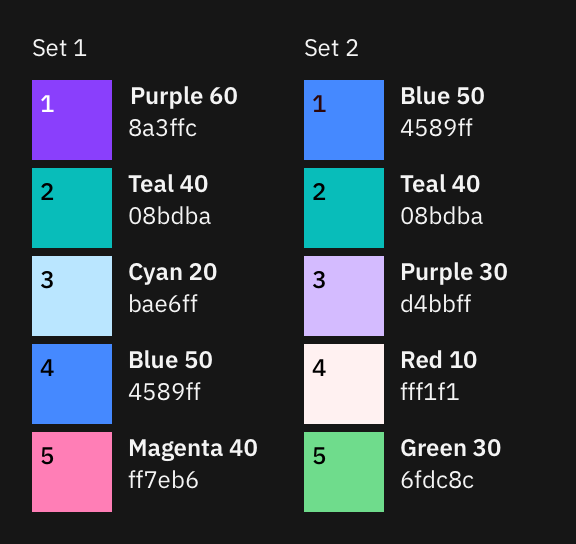 Set 1
1
Purple 60
8a3ffc
2
Teal 40
08bdba
3
Cyan 20
bae6ff
4
Blue 50
4589ff
5
Magenta 40
ff7eb6
Set 2
1
Blue 50
4589ff
2
Teal 40
08bdba
3
Purple 30
d4bbff
4
Red 10
fff1f1
5
Green 30
6fdc8c